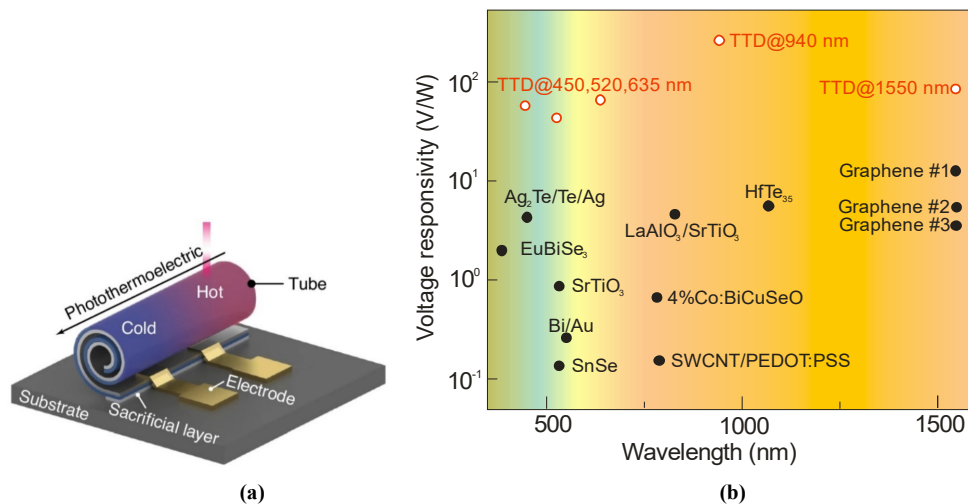 Photothermoelectric
Hot
Cold
Tube
Electrode
Sacrificial layer
Substrate
(a)
Voltage responsivity (V/W)
10²
10¹
10⁰
10⁻¹
TTD@940 nm
TTD@450,520,635 nm
TTD@1550 nm
Graphene #1
Ag₂Te/Te/Ag
HfTe₃₅
Graphene #2
LaAlO₃/SrTiO₃
Graphene #3
EuBiSe₃
SrTiO₃
4%Co:BiCuSeO
Bi/Au
SnSe
SWCNT/PEDOT:PSS
500
1000
1500
Wavelength (nm)
(b)